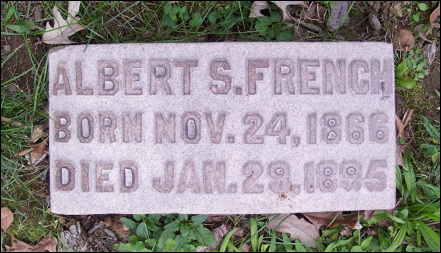 ALBERT S. FRENCH
BORN NOV. 24, 1866
DIED JAN. 29, 1895